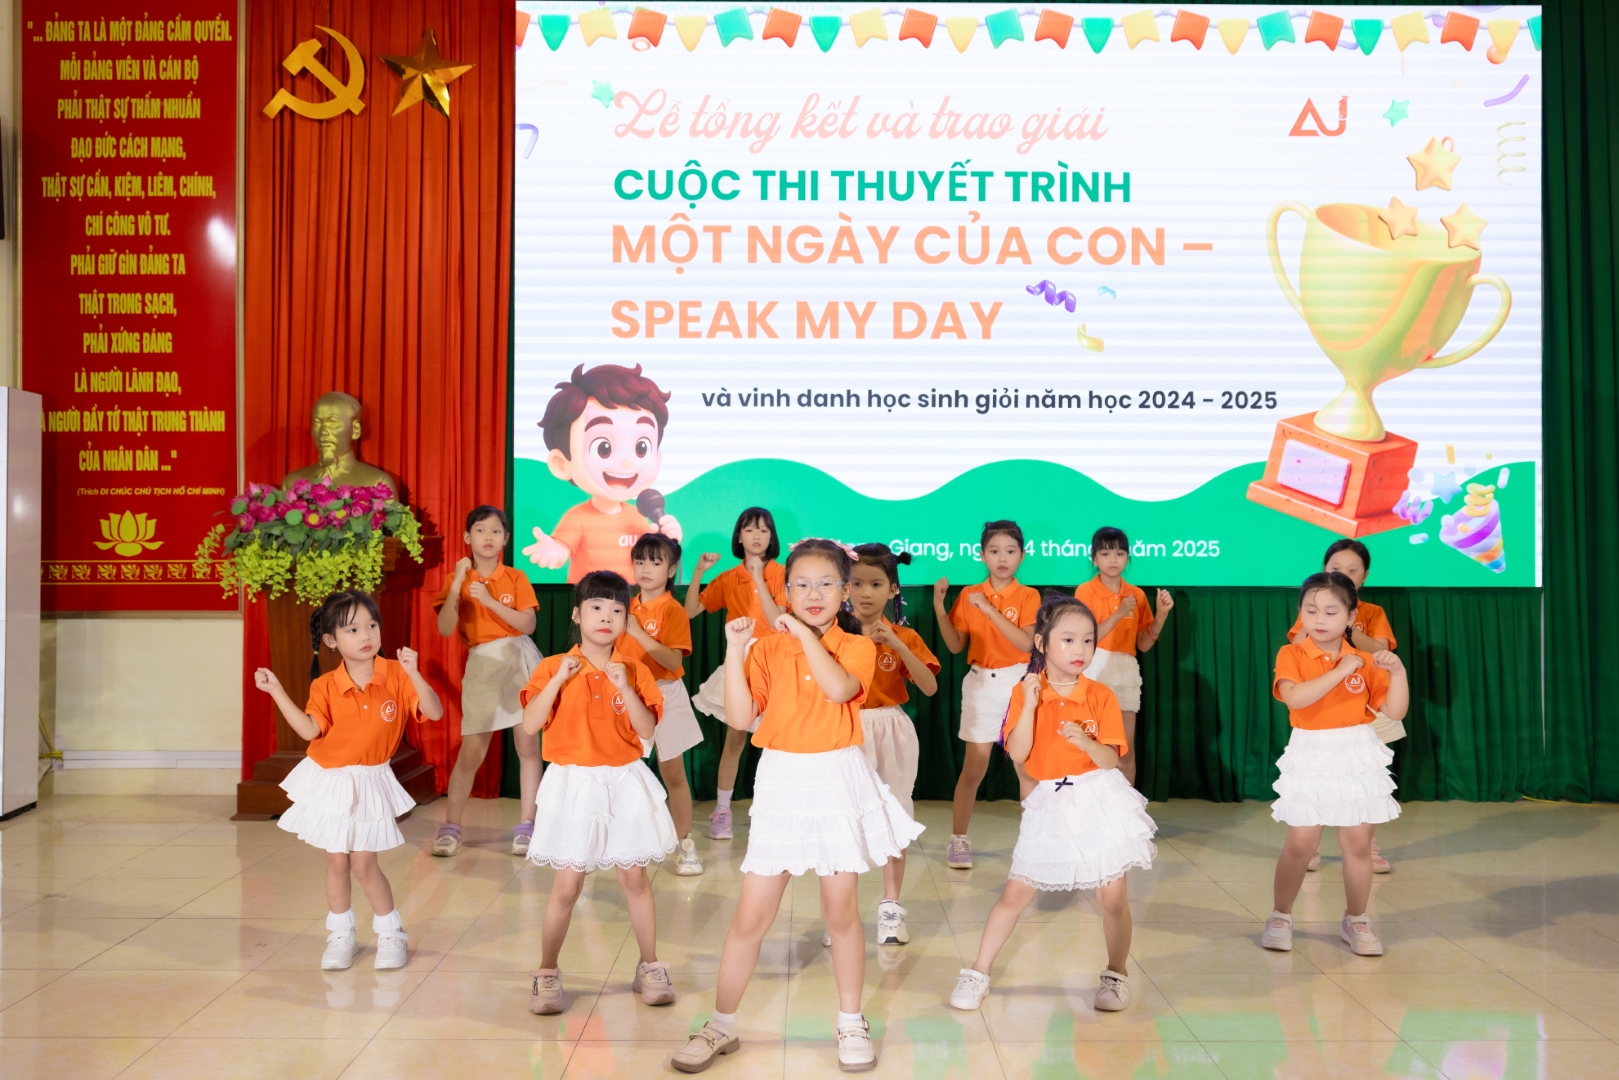 "... ĐẢNG TA LÀ MỘT ĐẢNG CẦM QUYỀN.
MỖI ĐẢNG VIÊN VÀ CÁN BỘ
PHẢI THẬT SỰ THẤM NHUẦN
ĐẠO ĐỨC CÁCH MẠNG,
THẬT SỰ CẦN, KIỆM, LIÊM, CHÍNH,
CHÍ CÔNG VÔ TƯ.
PHẢI GIỮ GÌN ĐẢNG TA
THẬT TRONG SẠCH,
PHẢI XỨNG ĐÁNG
LÀ NGƯỜI LÃNH ĐẠO,
NGƯỜI ĐẦY TỚ THẬT TRUNG THÀNH
CỦA NHÂN DÂN ..."
(Trích DI CHÚC CHỦ TỊCH HỒ CHÍ MINH)
Lễ tổng kết và trao giải
AU
CUỘC THI THUYẾT TRÌNH
MỘT NGÀY CỦA CON –
SPEAK MY DAY
và vinh danh học sinh giỏi năm học 2024 - 2025
Giang, 4 năm 2025